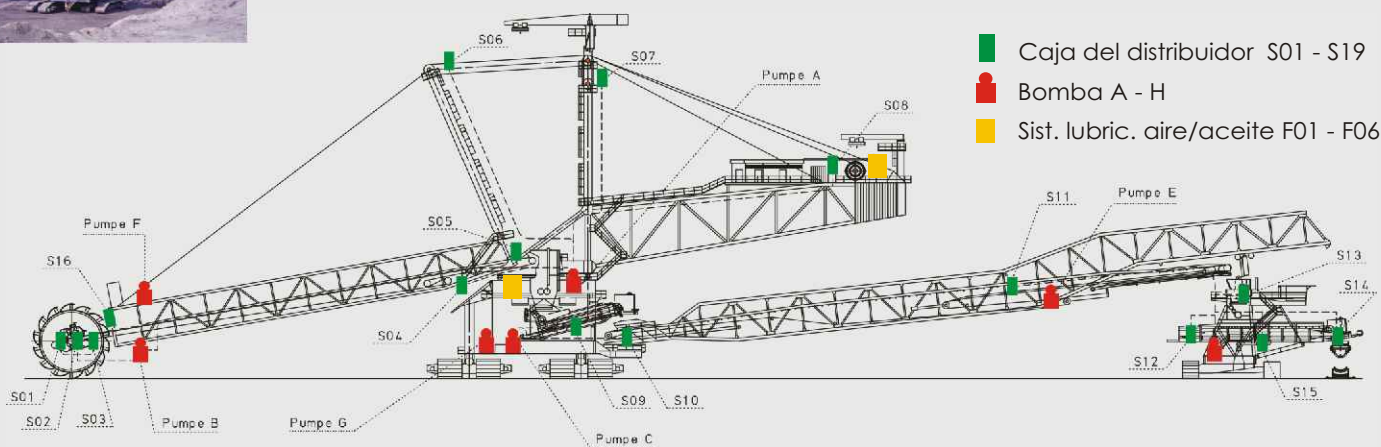 S06
S07
Pumpe A
S08
Caja del distribuidor S01 - S19
Bomba A - H
Sist. lubric. aire/aceite F01 - F06
Pumpe F
S16
S05
S11
Pumpe E
S13
S14
S04
S12
S01
S02
S03
Pumpe B
Pumpe G
Pumpe C
S09
S10
S15